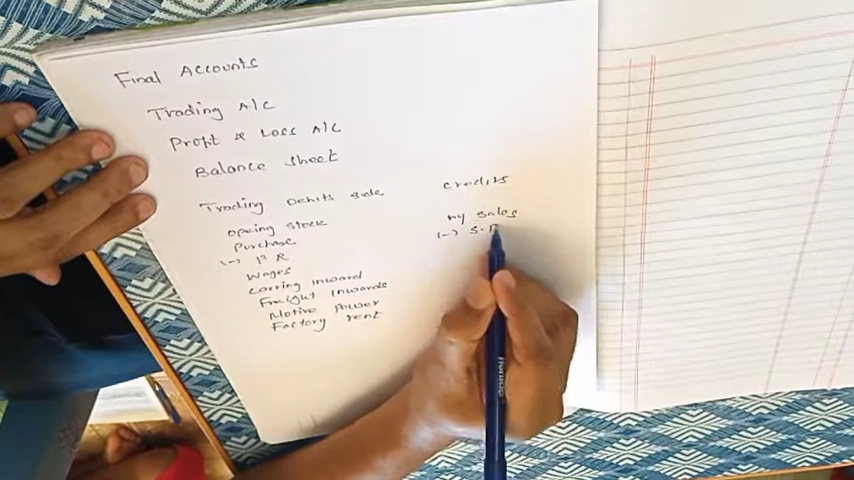 Final Accounts
Trading A/c
Profit & Loss A/c
Balance sheet
Trading Debits side
credits
opeing stock
by sales
Purchase
(-) S.R
(-) P R
Wages
Carring inward
Freight Inwards
Motive Power
Factory rent